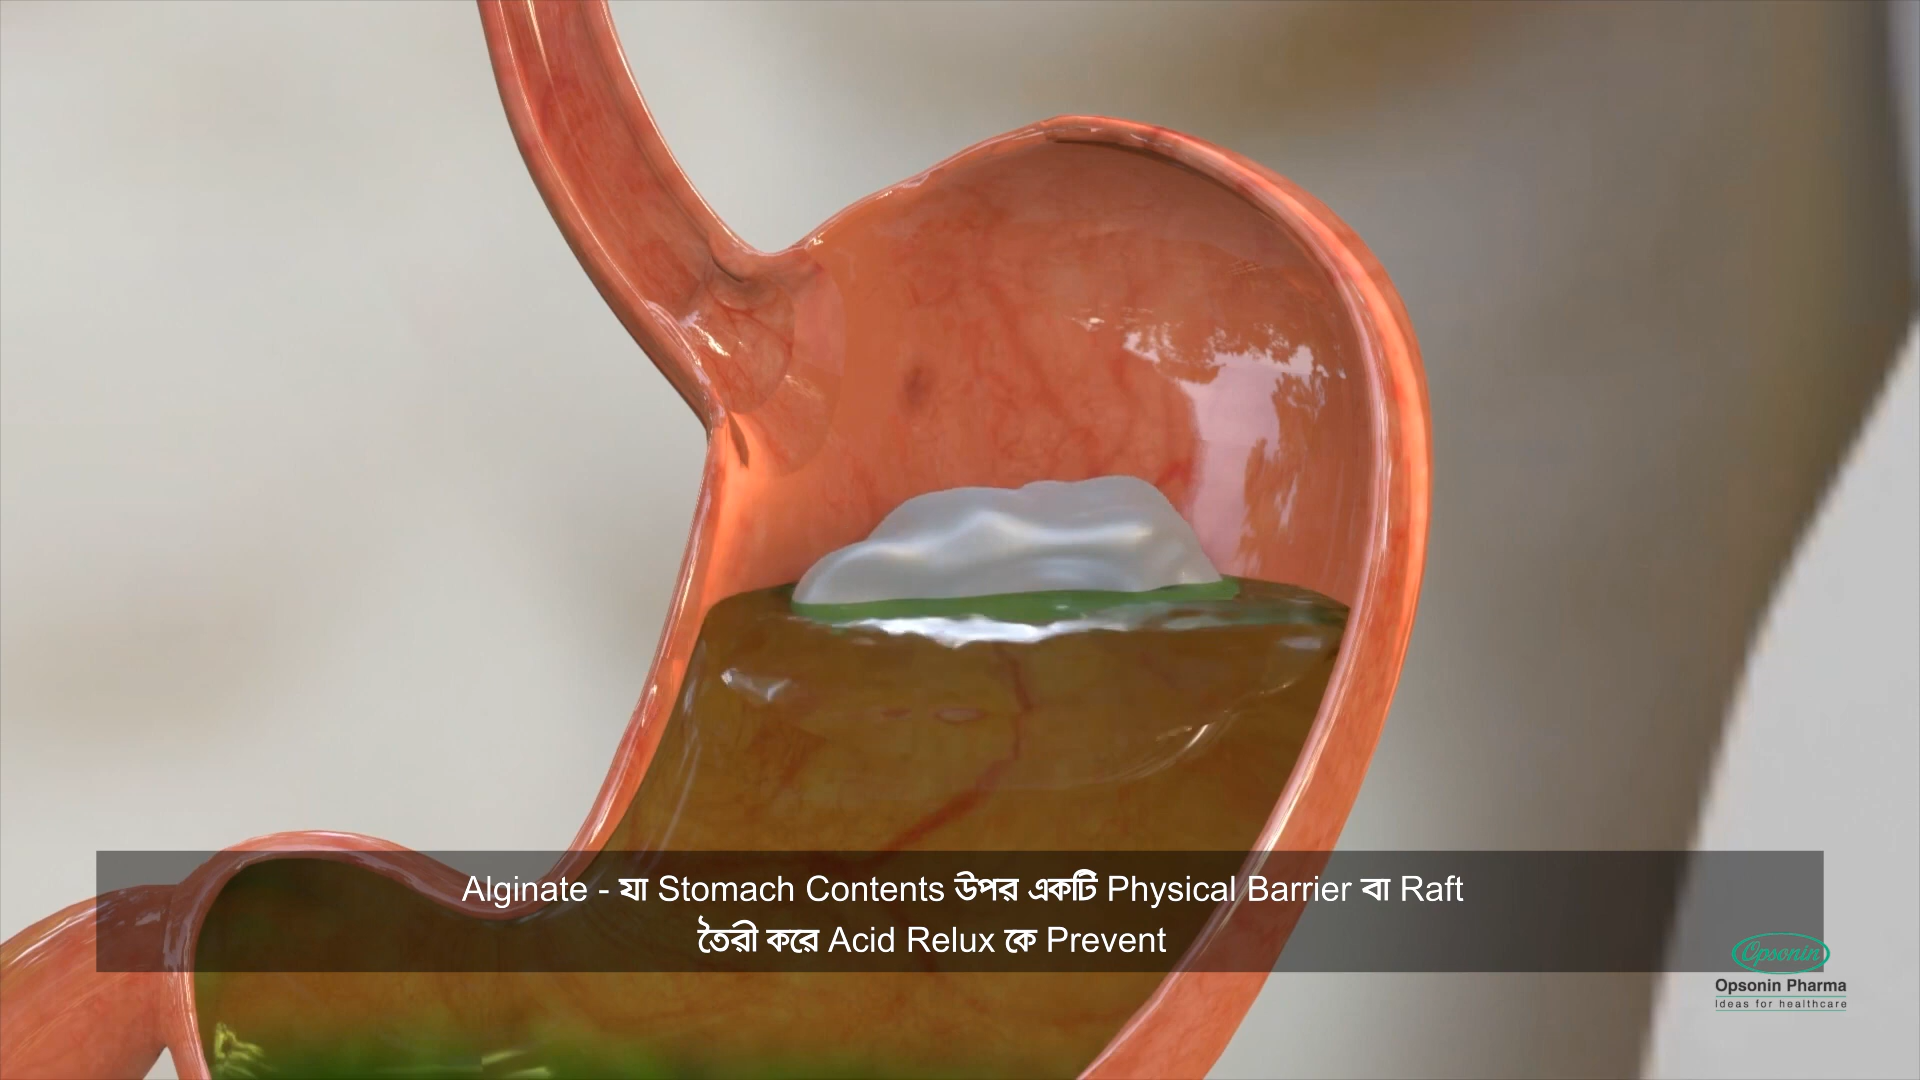 Alginate - যা Stomach Contents উপর একটি Physical Barrier বা Raft
তৈরী করে Acid Relux কে Prevent
Opsonin
Opsonin Pharma
Ideas for healthcare